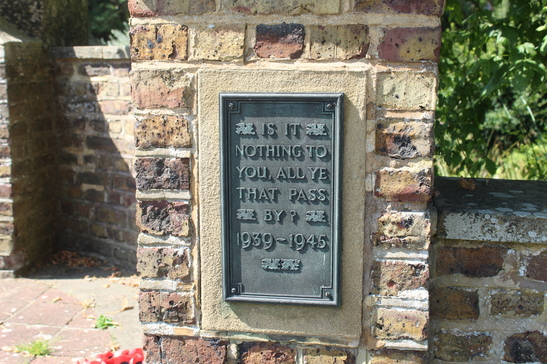 IS IT
NOTHING TO
YOU, ALL YE
THAT PASS
BY?
1939-1945